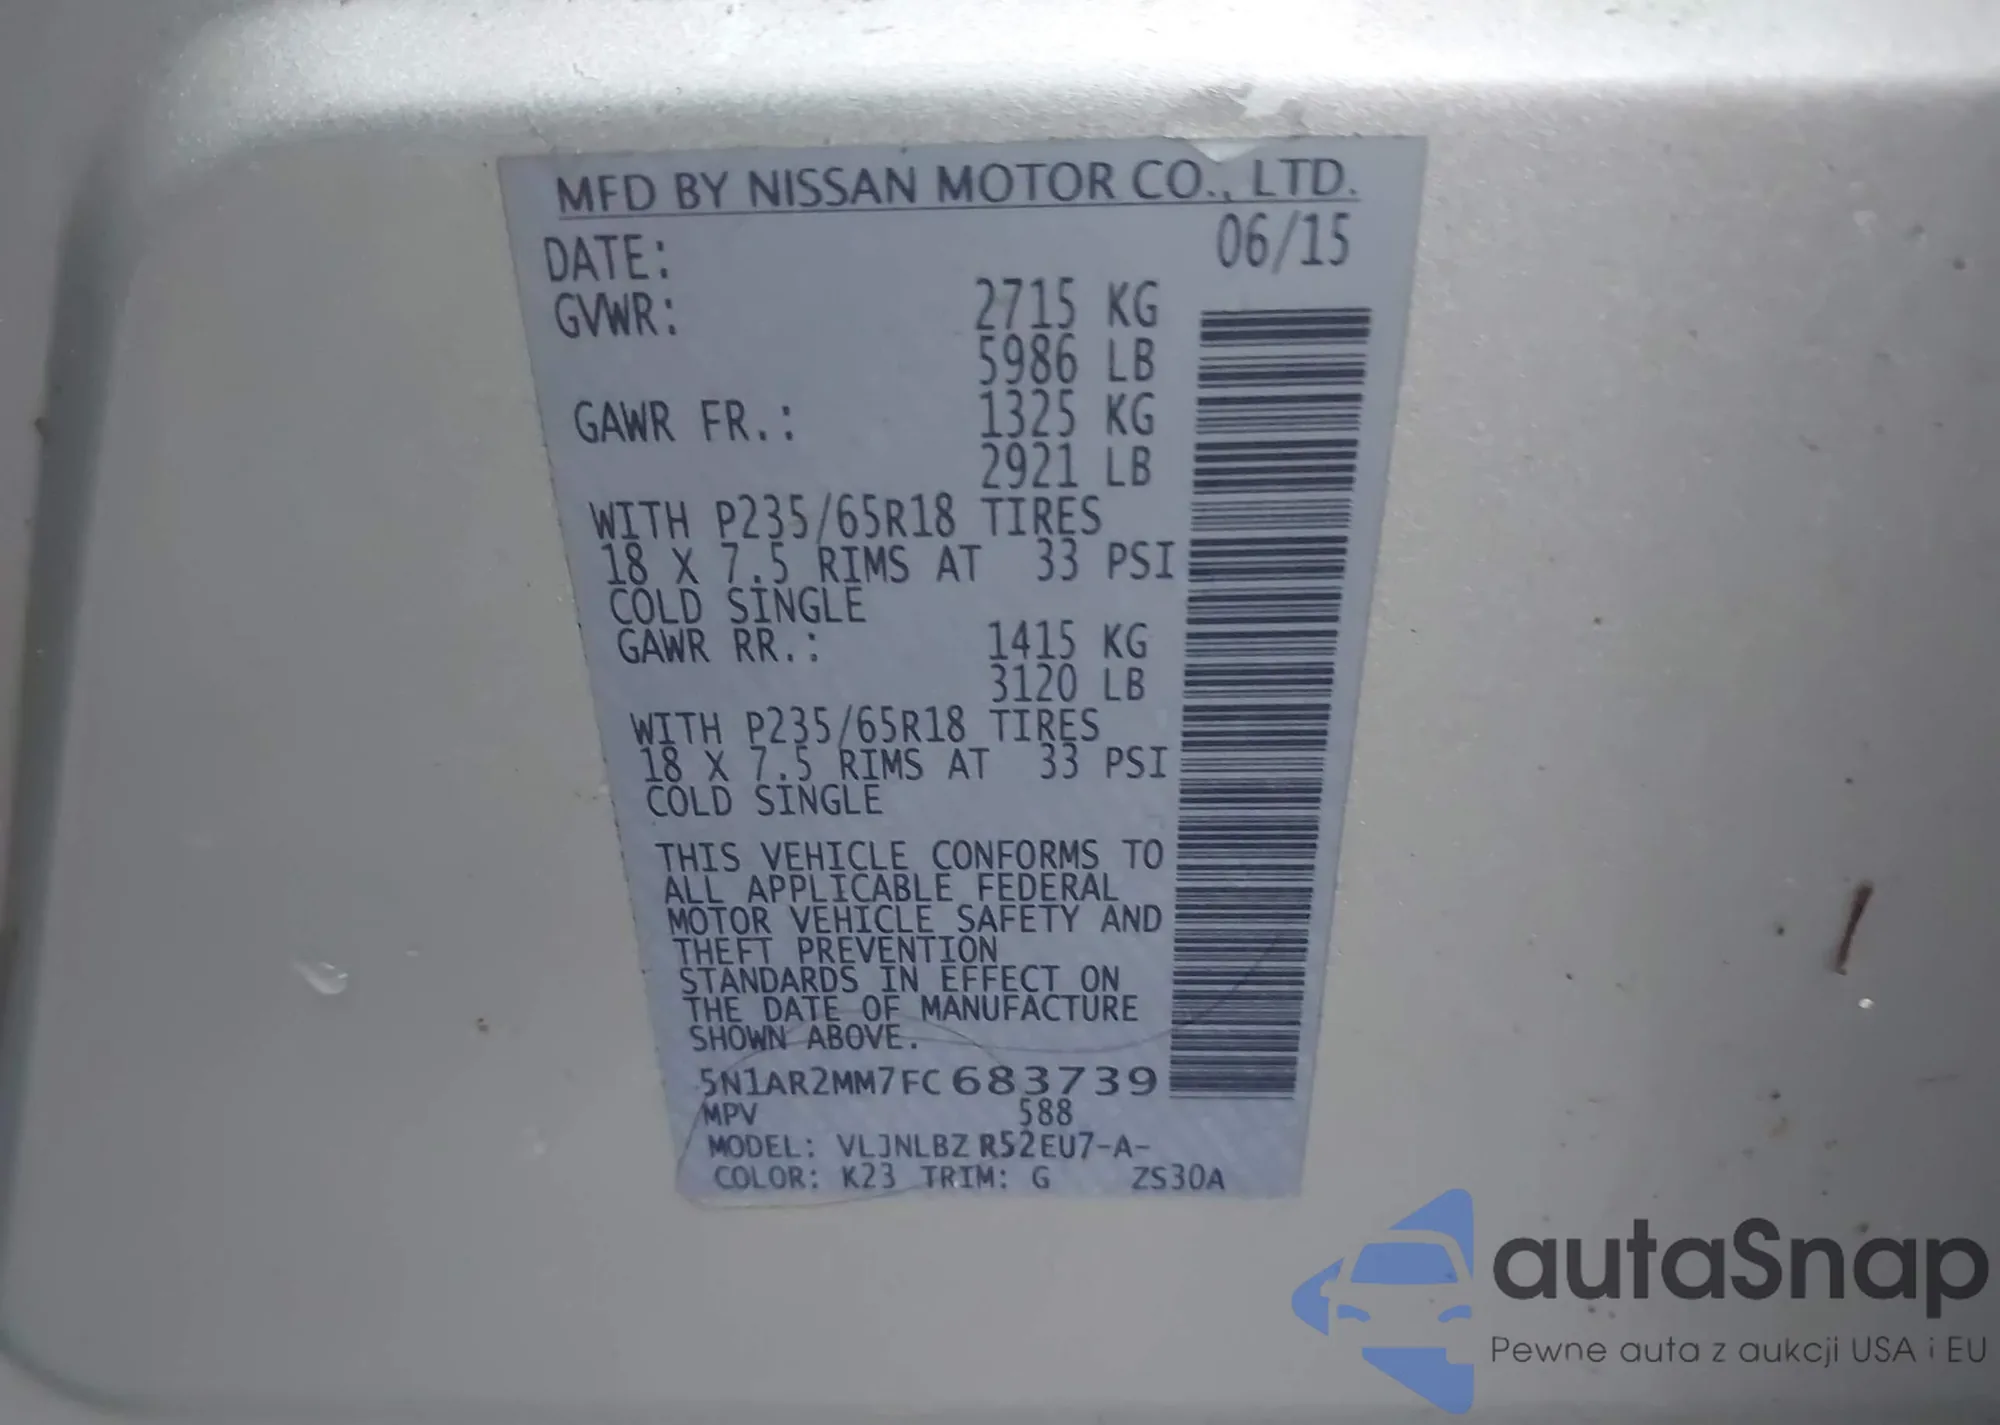 MFD BY NISSAN MOTOR CO., LTD.
DATE: 06/15
GVWR: 2715 KG
5986 LB
GAWR FR.: 1325 KG
2921 LB
WITH P235/65R18 TIRES
18 X 7.5 RIMS AT 33 PSI
COLD SINGLE
GAWR RR.: 1415 KG
3120 LB
WITH P235/65R18 TIRES
18 X 7.5 RIMS AT 33 PSI
COLD SINGLE
THIS VEHICLE CONFORMS TO
ALL APPLICABLE FEDERAL
MOTOR VEHICLE SAFETY AND
THEFT PREVENTION
STANDARDS IN EFFECT ON
THE DATE OF MANUFACTURE
SHOWN ABOVE.
5N1AR2MM7FC683739
MPV 588
MODEL: VLJNLBZ R52EU7-A-
COLOR: K23 TRIM: G ZS30A
autaSnap
Pewne auta z aukcji USA i EU